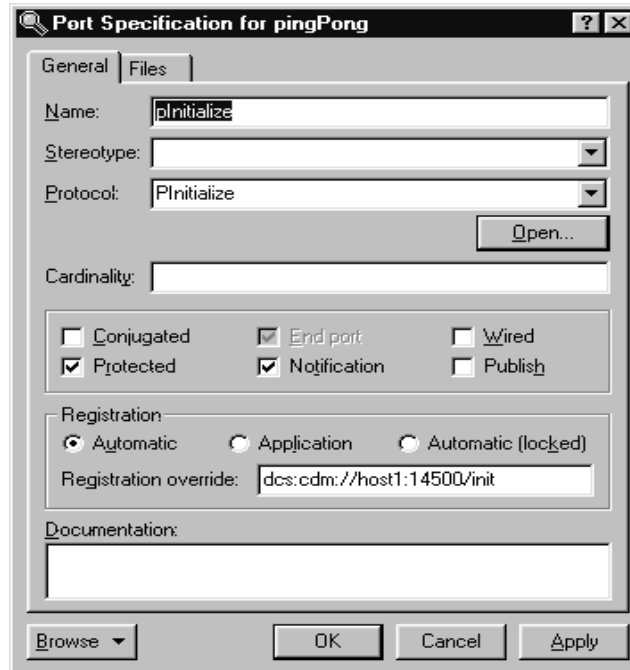 Port Specification for pingPong
General Files
Name: pInitialize
Stereotype:
Protocol: PInitialize
Open...
Cardinality:
Conjugated End port Wired
Protected Notification Publish
Registration
Automatic Application Automatic (locked)
Registration override: dcs:cdm://host1:14500/init
Documentation:
Browse OK Cancel Apply